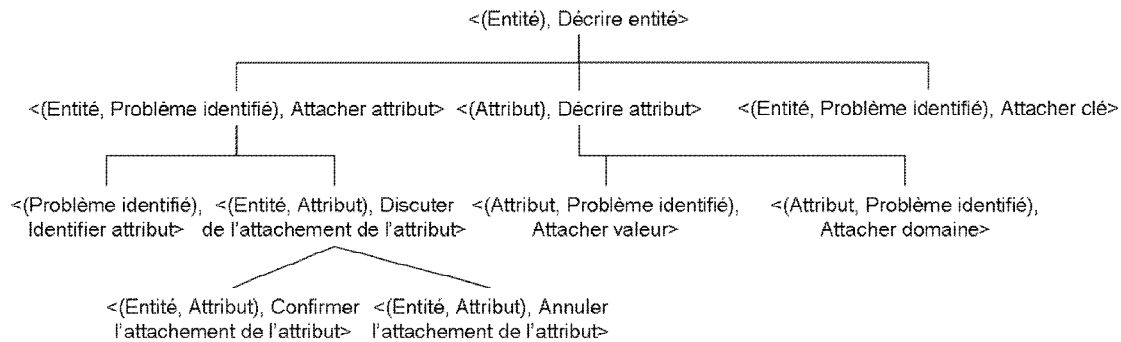 <(Entité), Décrire entité>
<(Entité, Problème identifié), Attacher attribut>
<(Attribut), Décrire attribut>
<(Entité, Problème identifié), Attacher clé>
<(Problème identifié),
Identifier attribut>
<(Entité, Attribut), Discuter
de l'attachement de l'attribut>
<(Attribut, Problème identifié),
Attacher valeur>
<(Attribut, Problème identifié),
Attacher domaine>
<(Entité, Attribut), Confirmer
l'attachement de l'attribut>
<(Entité, Attribut), Annuler
l'attachement de l'attribut>